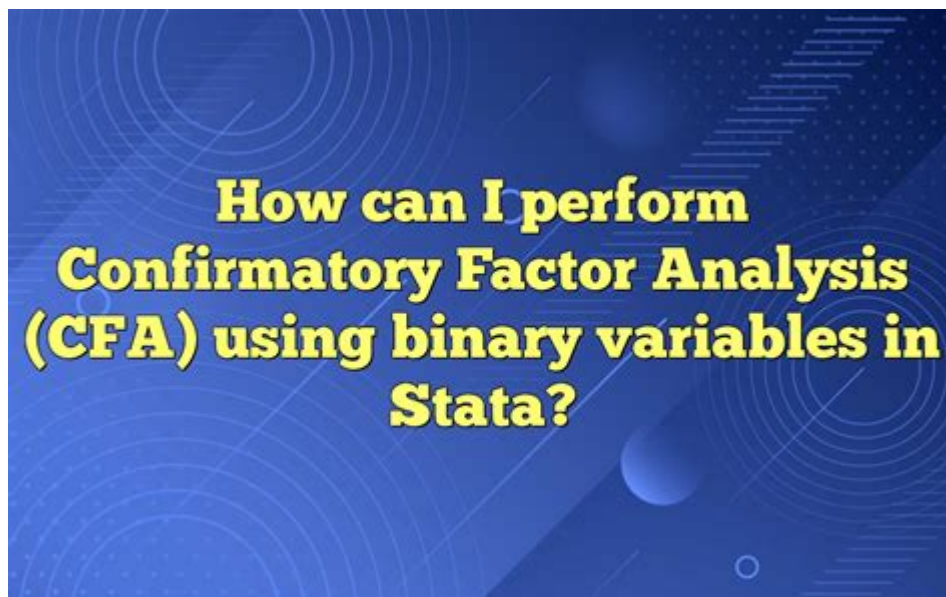 How can I perform
Confirmatory Factor Analysis
(CFA) using binary variables in
Stata?